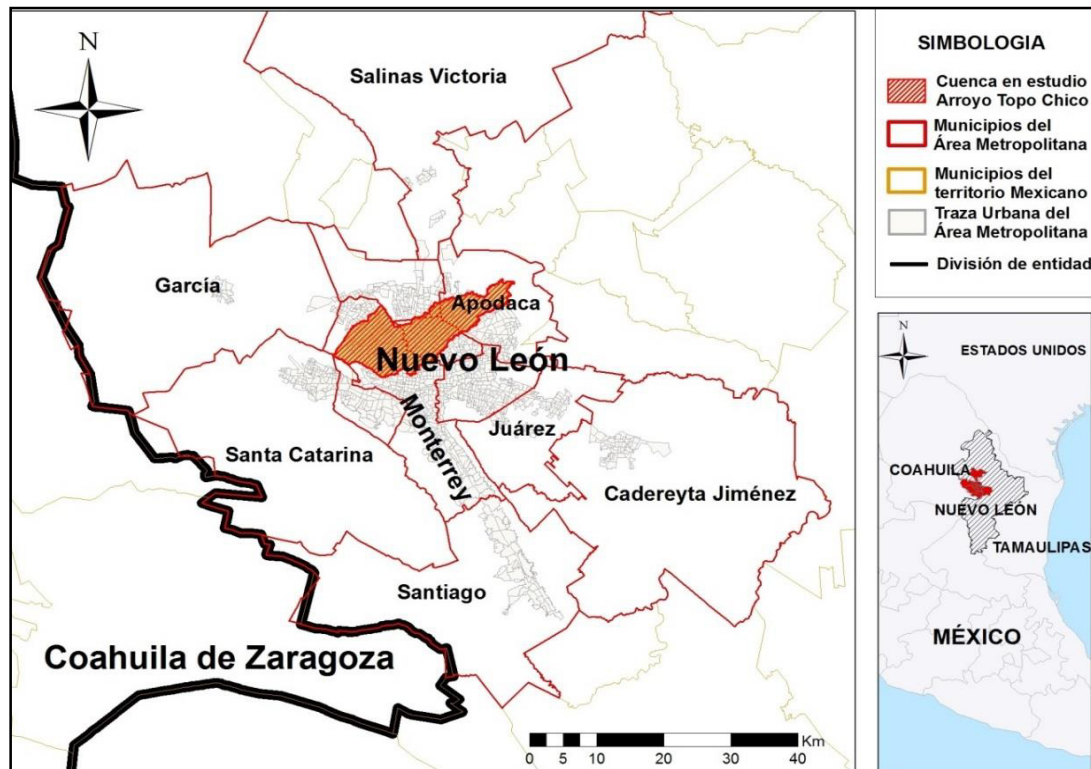 N
Salinas Victoria
García
Apodaca
Nuevo León
Monterrey
Juárez
Santa Catarina
Cadereyta Jiménez
Santiago
Coahuila de Zaragoza
Km
0 5 10 20 30 40
SIMBOLOGIA
Cuenca en estudio
Arroyo Topo Chico
Municipios del
Área Metropolitana
Municipios del
territorio Mexicano
Traza Urbana del
Área Metropolitana
División de entidad
N
ESTADOS UNIDOS
COAHUILA
NUEVO LEÓN
TAMAULIPAS
MÉXICO